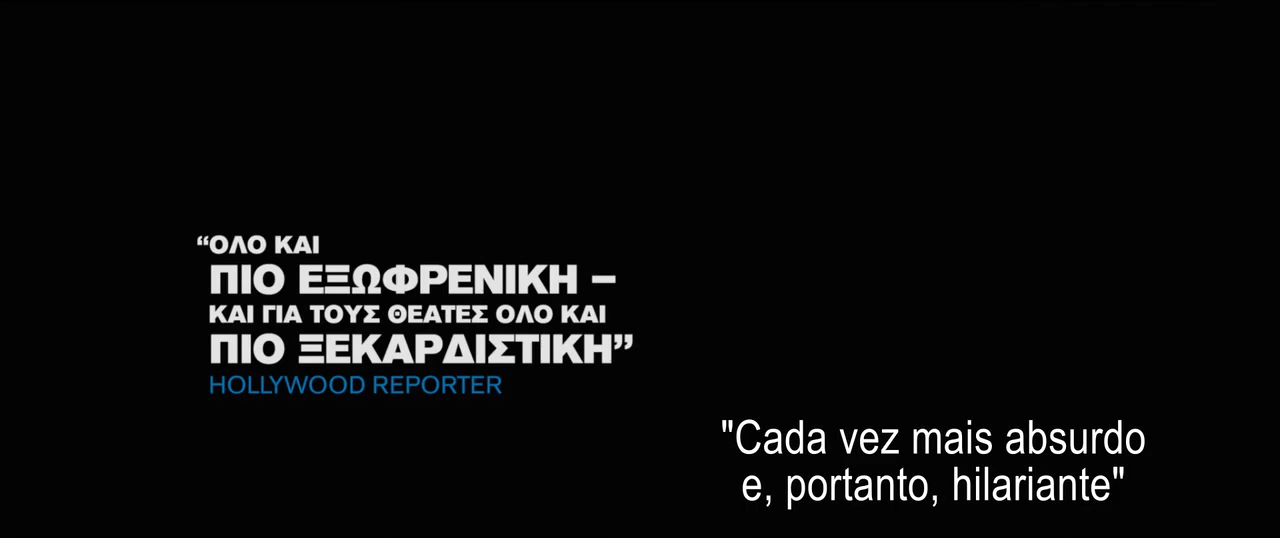 “ΟΛΟ ΚΑΙ
ΠΙΟ ΕΞΩΦΡΕΝΙΚΗ –
ΚΑΙ ΓΙΑ ΤΟΥΣ ΘΕΑΤΕΣ ΟΛΟ ΚΑΙ
ΠΙΟ ΞΕΚΑΡΔΙΣΤΙΚΗ”
HOLLYWOOD REPORTER
"Cada vez mais absurdo
e, portanto, hilariante"